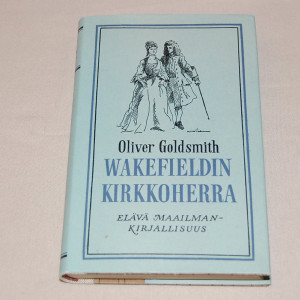 Oliver Goldsmith
WAKEFIELDIN
KIRKKOHERRA
ELÄVÄ MAAILMAN-
KIRJALLISUUS